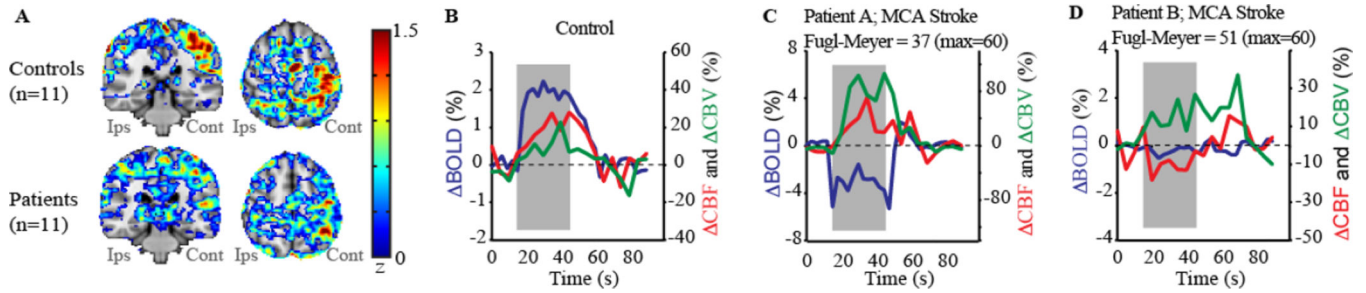 A
Controls
(n=11)
Ips Cont Ips Cont
Patients
(n=11)
Ips Cont Ips Cont
1.5
0
z
B
Control
ΔBOLD (%)
3
2
1
0
-1
-2
60
40
20
0
-20
-40
ΔCBF and ΔCBV (%)
0 20 40 60 80
Time (s)
C
Patient A; MCA Stroke
Fugl-Meyer = 37 (max=60)
ΔBOLD (%)
8
4
0
-4
-8
80
40
0
-40
-80
ΔCBF and ΔCBV (%)
0 20 40 60 80
Time (s)
D
Patient B; MCA Stroke
Fugl-Meyer = 51 (max=60)
ΔBOLD (%)
4
2
0
-2
-4
30
10
-10
-30
-50
ΔCBF and ΔCBV (%)
0 20 40 60 80
Time (s)